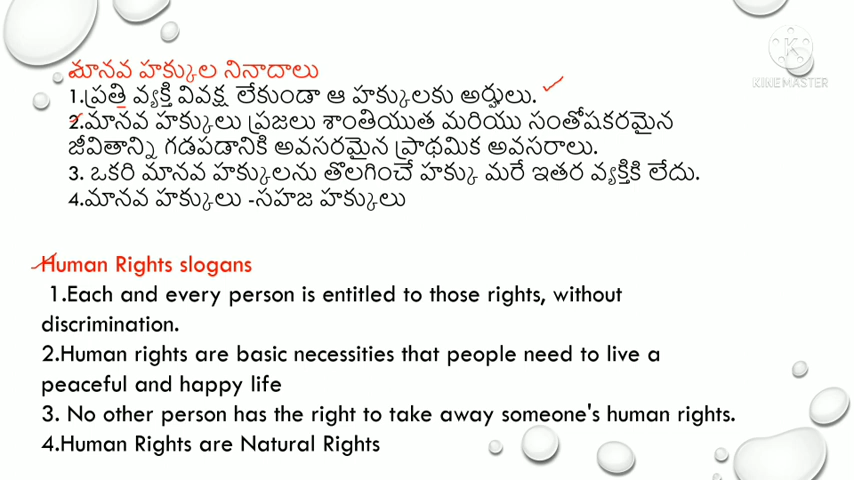 మానవ హక్కుల నినాదాలు
1.ప్రతి వ్యక్తి వివక్ష లేకుండా ఆ హక్కులకు అర్హులు.
2.మానవ హక్కులు ప్రజలు శాంతియుత మరియు సంతోషకరమైన
జీవితాన్ని గడపడానికి అవసరమైన ప్రాథమిక అవసరాలు.
3. ఒకరి మానవ హక్కులను తొలగించే హక్కు మరే ఇతర వ్యక్తికి లేదు.
4.మానవ హక్కులు -సహజ హక్కులు
Human Rights slogans
1.Each and every person is entitled to those rights, without
discrimination.
2.Human rights are basic necessities that people need to live a
peaceful and happy life
3. No other person has the right to take away someone's human rights.
4.Human Rights are Natural Rights
K
KINEMASTER